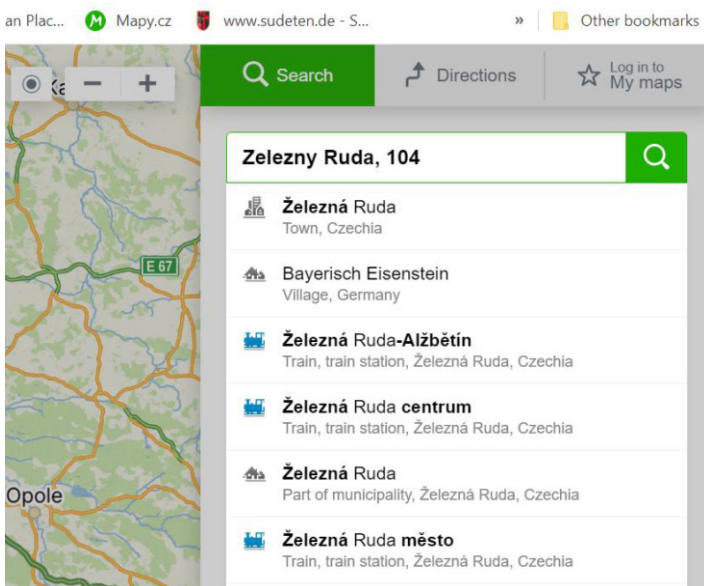 an Plac... Mapy.cz www.sudeten.de - S... » Other bookmarks
Search Directions Log in to
My maps
Zelezny Ruda, 104
Železná Ruda
Town, Czechia
E 67
Bayerisch Eisenstein
Village, Germany
Železná Ruda-Alžbětín
Train, train station, Železná Ruda, Czechia
Železná Ruda centrum
Train, train station, Železná Ruda, Czechia
Železná Ruda
Part of municipality, Železná Ruda, Czechia
Opole
Železná Ruda město
Train, train station, Železná Ruda, Czechia